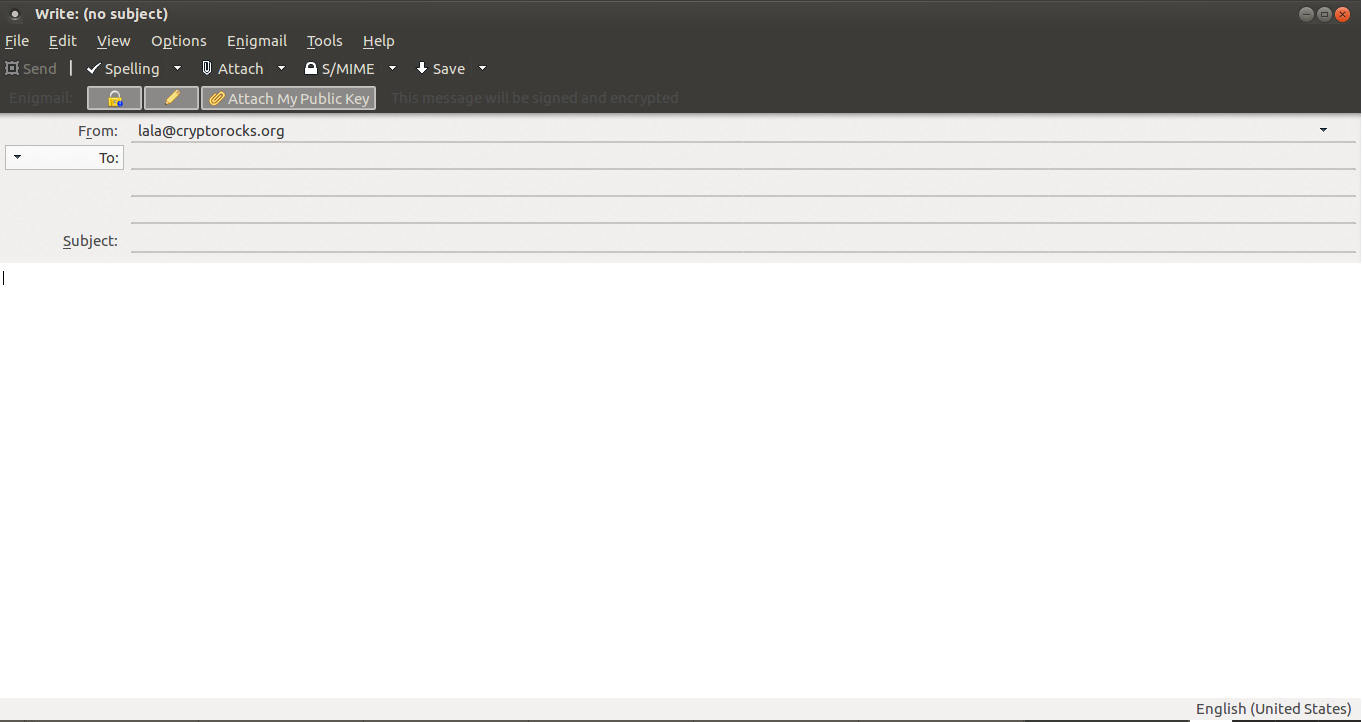 Write: (no subject)
File Edit View Options Enigmail Tools Help
Send | Spelling Attach S/MIME Save
Enigmail: Attach My Public Key This message will be signed and encrypted
From: lala@cryptorocks.org
To:
Subject:
English (United States)